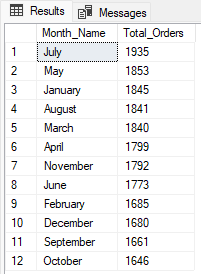 Results Messages
Month_Name Total_Orders
1 July 1935
2 May 1853
3 January 1845
4 August 1841
5 March 1840
6 April 1799
7 November 1792
8 June 1773
9 February 1685
10 December 1680
11 September 1661
12 October 1646